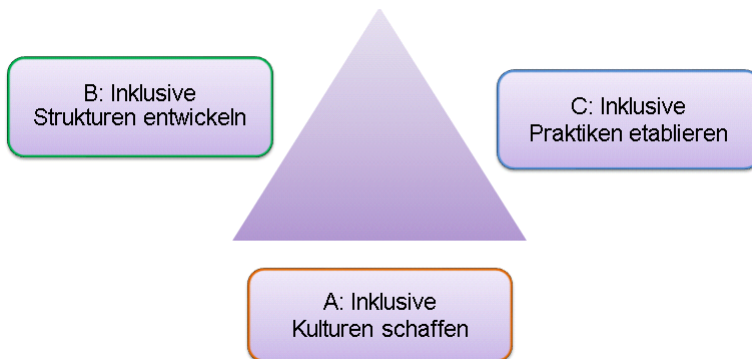 B: Inklusive
Strukturen entwickeln
C: Inklusive
Praktiken etablieren
A: Inklusive
Kulturen schaffen